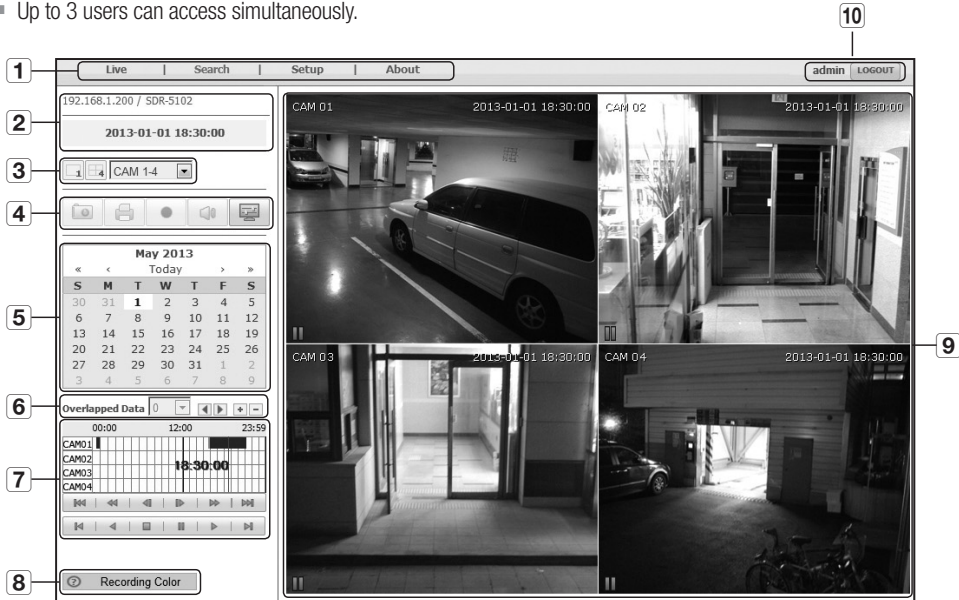 Up to 3 users can access simultaneously.
10
1
Live | Search | Setup | About
admin LOGOUT
2
192.168.1.200 / SDR-5102
2013-01-01 18:30:00
3
1 4 CAM 1-4
4
5
May 2013
« ‹ Today › »
S M T W T F S
30 31 1 2 3 4 5
6 7 8 9 10 11 12
13 14 15 16 17 18 19
20 21 22 23 24 25 26
27 28 29 30 31 1 2
3 4 5 6 7 8 9
6
Overlapped Data 0
7
00:00 12:00 23:59
CAM01
CAM02
CAM03
CAM04
18:30:00
8
? Recording Color
CAM 01 2013-01-01 18:30:00
CAM 02 2013-01-01 18:30:00
CAM 03 2013-01-01 18:30:00
CAM 04 2013-01-01 18:30:00
9